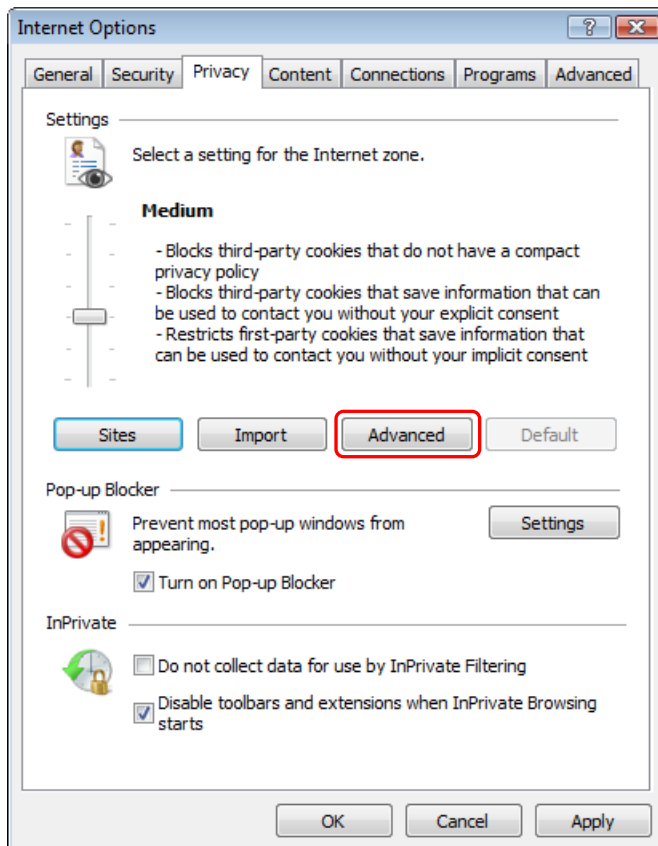 Internet Options
?
General Security Privacy Content Connections Programs Advanced
Settings
Select a setting for the Internet zone.
Medium
- Blocks third-party cookies that do not have a compact
privacy policy
- Blocks third-party cookies that save information that can
be used to contact you without your explicit consent
- Restricts first-party cookies that save information that
can be used to contact you without your implicit consent
Sites Import Advanced Default
Pop-up Blocker
Prevent most pop-up windows from
appearing.
Settings
Turn on Pop-up Blocker
InPrivate
Do not collect data for use by InPrivate Filtering
Disable toolbars and extensions when InPrivate Browsing
starts
OK Cancel Apply